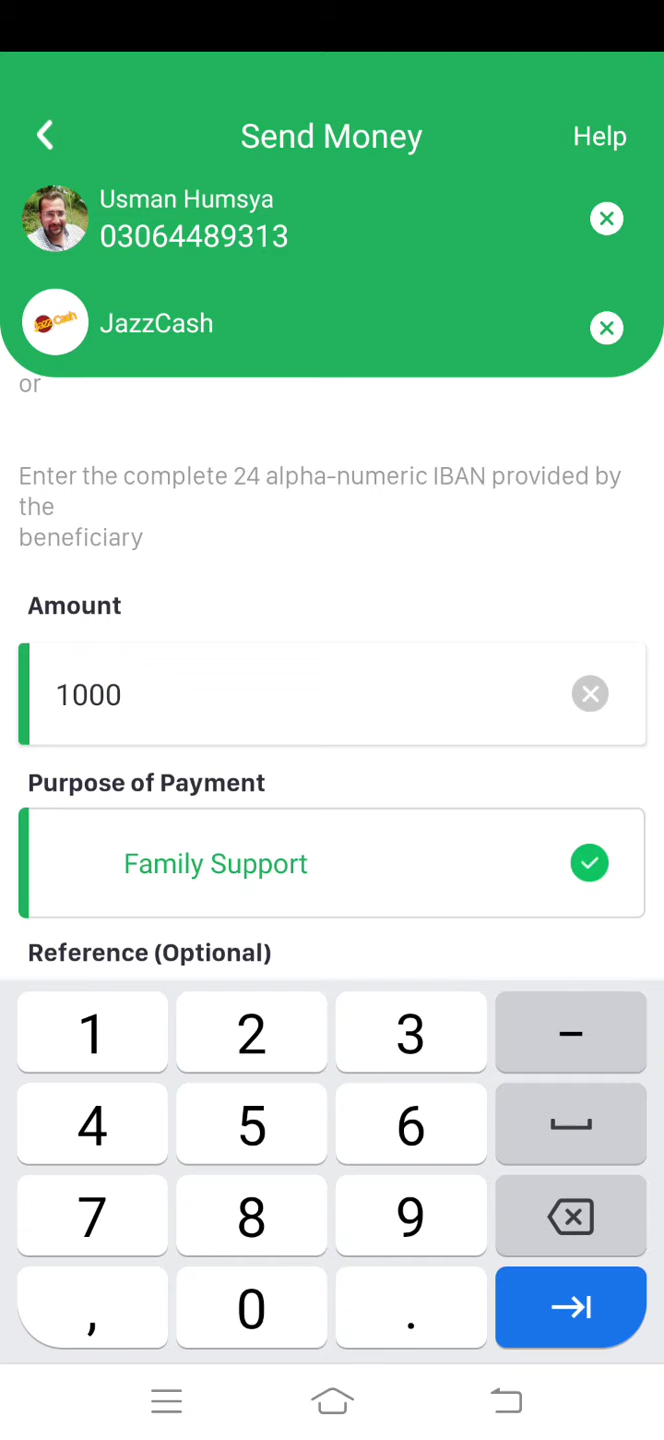 Send Money
Help
Usman Humsya
03064489313
JazzCash
JazzCash
or
Enter the complete 24 alpha-numeric IBAN provided by
the
beneficiary
Amount
1000
Purpose of Payment
Family Support
Reference (Optional)
1 2 3 –
4 5 6
7 8 9
, 0 .